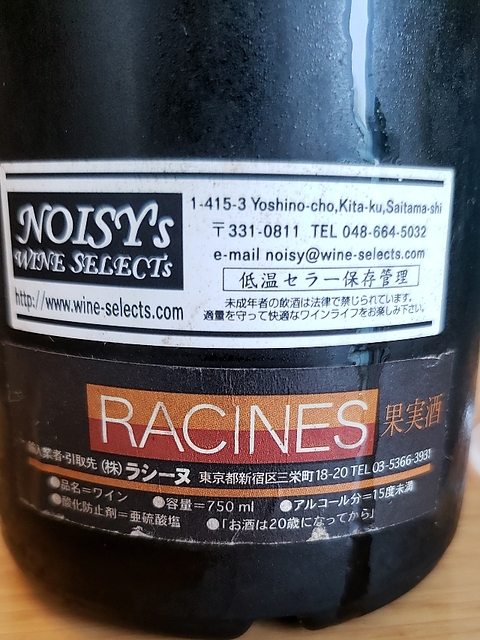 NOISY's
WINE SELECTs
http://www.wine-selects.com
1-415-3 Yoshino-cho,Kita-ku,Saitama-shi
〒331-0811 TEL 048-664-5032
e-mail noisy@wine-selects.com
低温セラー保存管理
未成年者の飲酒は法律で禁じられています。
適量を守って快適なワインライフをお楽しみ下さい。
RACINES 果実酒
輸入業者・引取先 (株)ラシーヌ 東京都新宿区三栄町18-20 TEL 03-5366-3931
●品名=ワイン ●容量=750 ml ●アルコール分=15度未満
●酸化防止剤=亜硫酸塩 ●「お酒は20歳になってから」